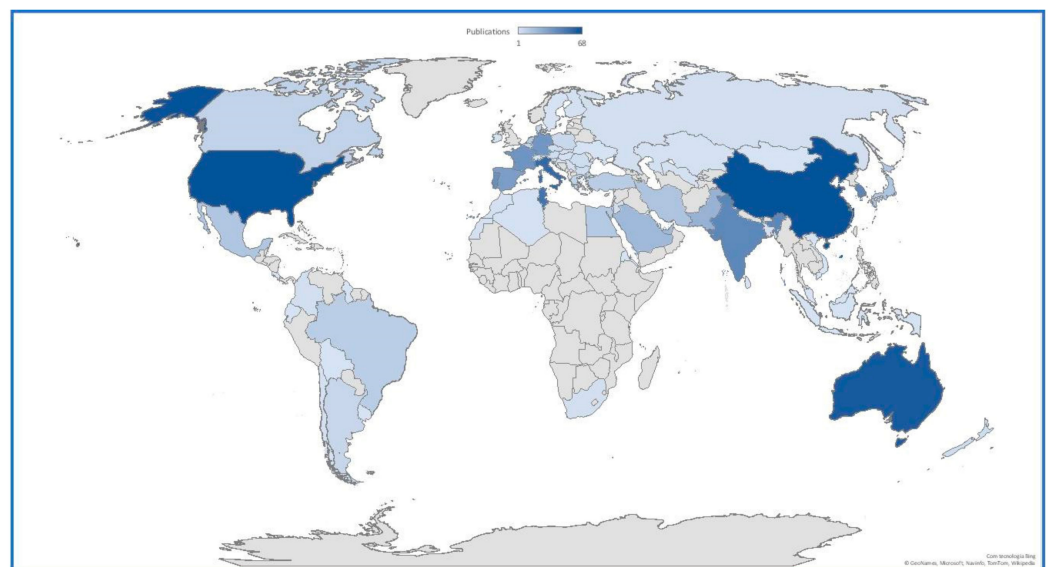 Publications
1 68
Com tecnologia Bing
© GeoNames, Microsoft, Navinfo, TomTom, Wikipedia